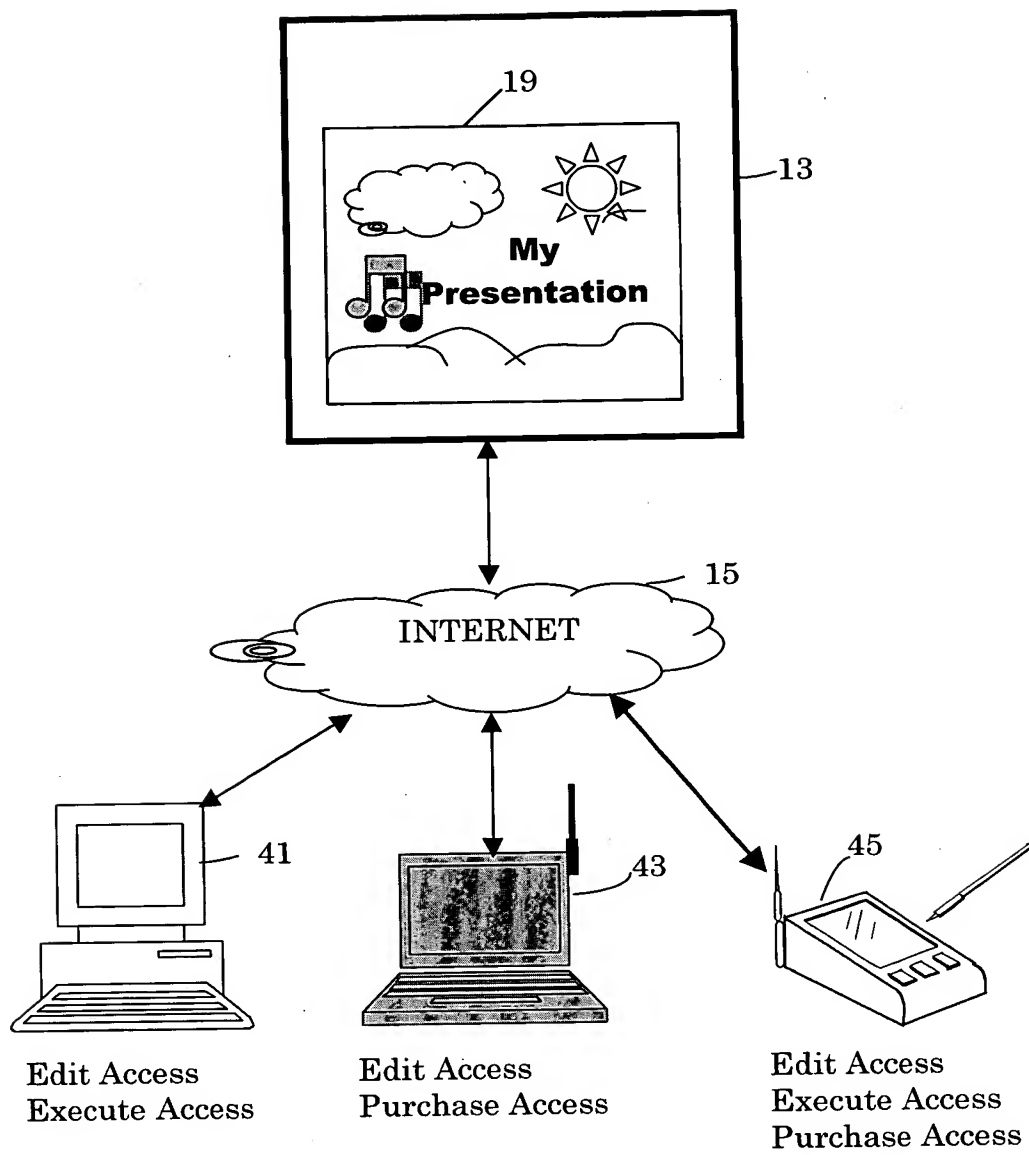 19
13
My
Presentation
15
INTERNET
41
43
45
Edit Access
Execute Access
Edit Access
Purchase Access
Edit Access
Execute Access
Purchase Access